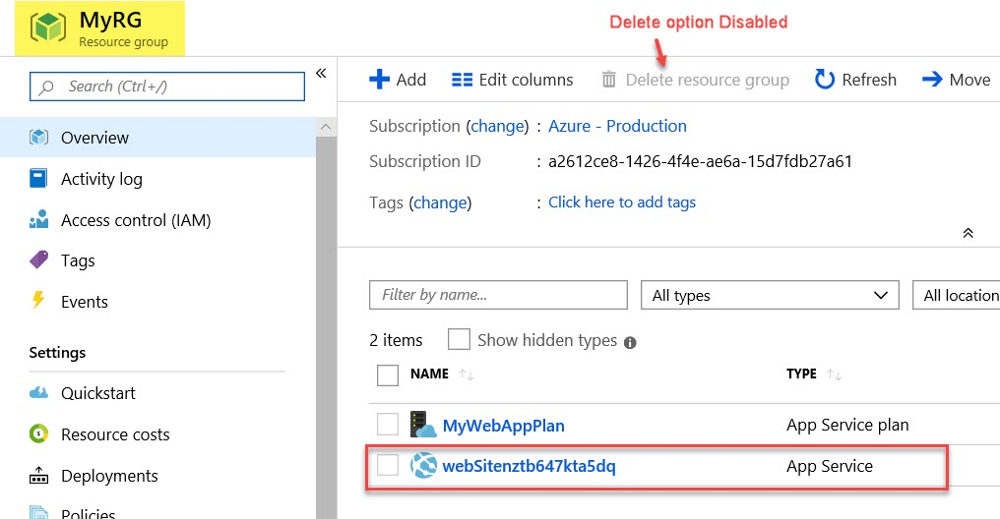 MyRG
Resource group
Delete option Disabled
Search (Ctrl+/)
«
Overview
Activity log
Access control (IAM)
Tags
Events
Settings
Quickstart
Resource costs
Deployments
Policies
Add Edit columns Delete resource group Refresh Move
Subscription (change) : Azure - Production
Subscription ID : a2612ce8-1426-4f4e-ae6a-15d7fdb27a61
Tags (change) : Click here to add tags
Filter by name... All types All location
2 items Show hidden types
NAME TYPE
MyWebAppPlan App Service plan
webSitenztb647kta5dq App Service